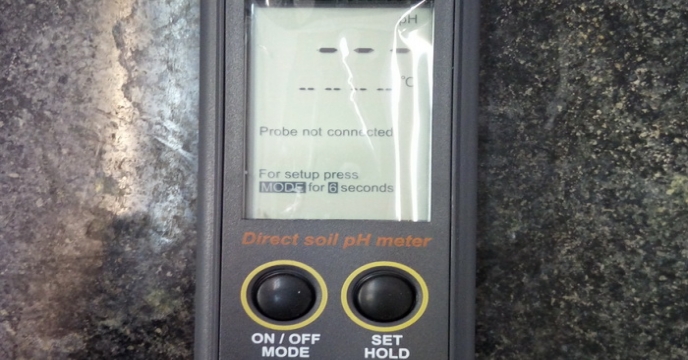 pH
- - -
-- -- - - °C
Probe not connected
For setup press
MODE for 6 seconds
Direct soil pH meter
ON / OFF
MODE
SET
HOLD